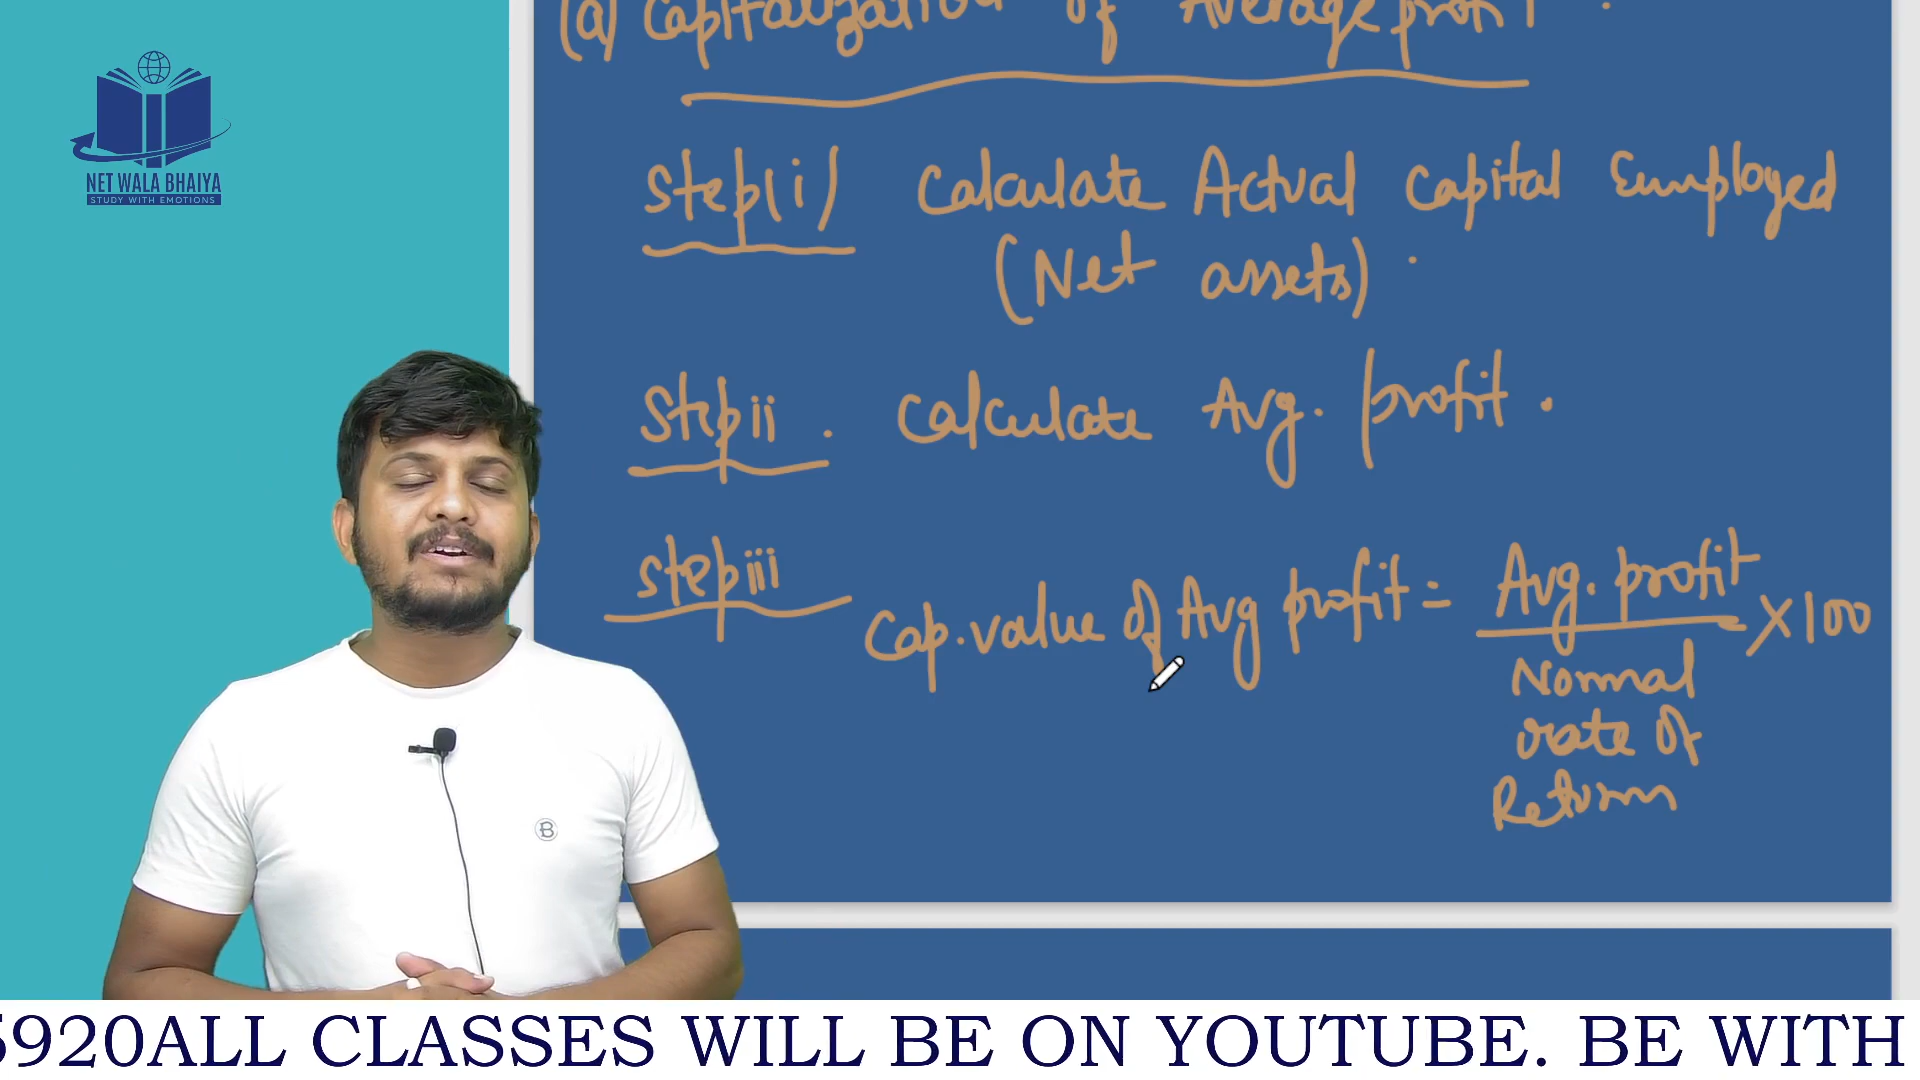 (a) Capitalization of Average profit.
NET WALA BHAIYA
STUDY WITH EMOTIONS
Step(i) Calculate Actual Capital Employed
(Net assets).
Step ii. Calculate Avg. profit.
Step iii Cap. value of Avg profit = Avg. profit X 100
Normal
rate of
Return
B
5920ALL CLASSES WILL BE ON YOUTUBE. BE WITH